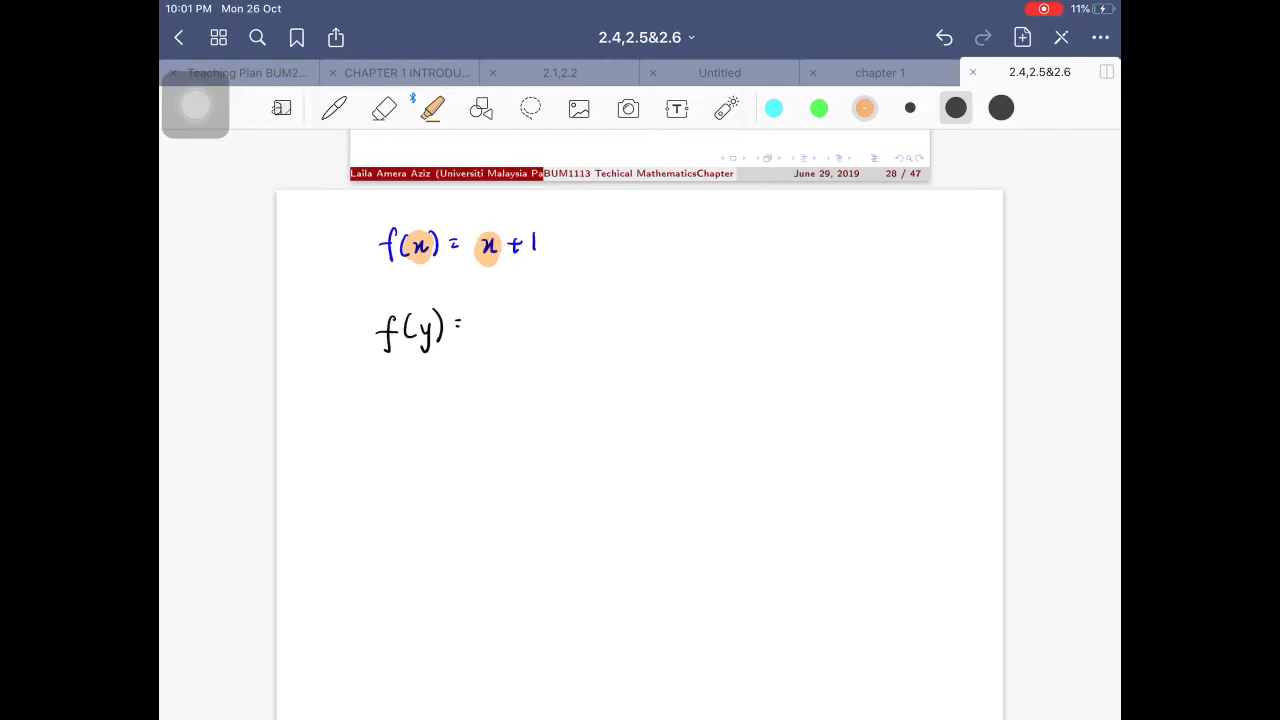 10:01 PM Mon 26 Oct 11%
2.4,2.5&2.6
Teaching Plan BUM2... CHAPTER 1 INTRODU... 2.1,2.2 Untitled chapter 1 2.4,2.5&2.6
Laila Amera Aziz (Universiti Malaysia Pa BUM1113 Techical MathematicsChapter June 29, 2019 28 / 47
f(x) = x + 1
f(y) =